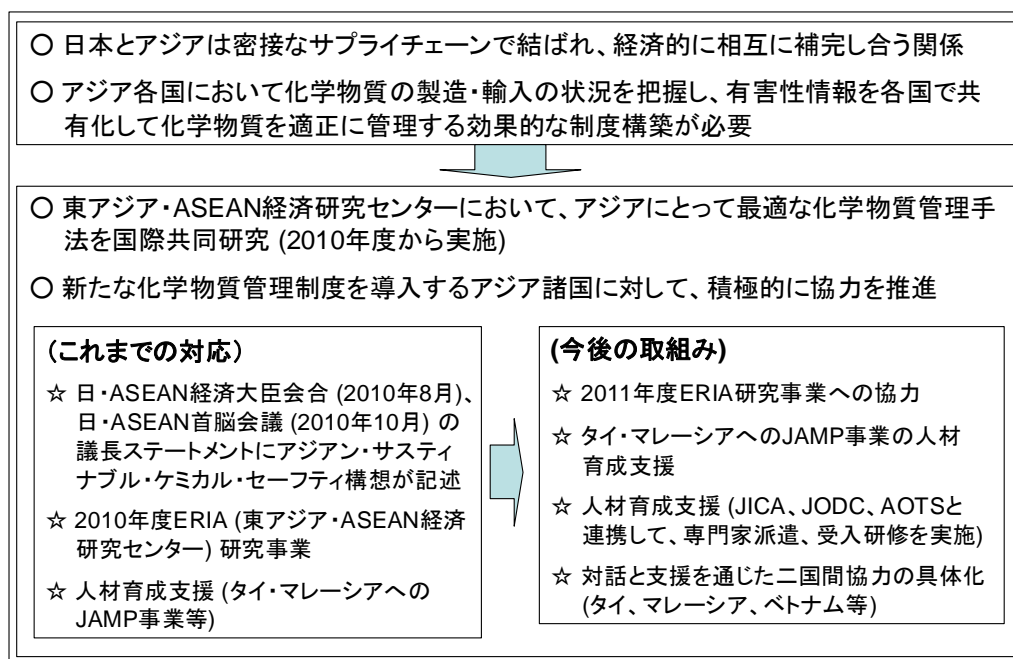 ○ 日本とアジアは密接なサプライチェーンで結ばれ、経済的に相互に補完し合う関係
○ アジア各国において化学物質の製造・輸入の状況を把握し、有害性情報を各国で共
有化して化学物質を適正に管理する効果的な制度構築が必要
○ 東アジア・ASEAN経済研究センターにおいて、アジアにとって最適な化学物質管理手
法を国際共同研究 (2010年度から実施)
○ 新たな化学物質管理制度を導入するアジア諸国に対して、積極的に協力を推進
(これまでの対応)
☆ 日・ASEAN経済大臣会合 (2010年8月)、
日・ASEAN首脳会議 (2010年10月) の
議長ステートメントにアジアン・サスティ
ナブル・ケミカル・セーフティ構想が記述
☆ 2010年度ERIA (東アジア・ASEAN経済
研究センター) 研究事業
☆ 人材育成支援 (タイ・マレーシアへの
JAMP事業等)
(今後の取組み)
☆ 2011年度ERIA研究事業への協力
☆ タイ・マレーシアへのJAMP事業の人材
育成支援
☆ 人材育成支援 (JICA、JODC、AOTSと
連携して、専門家派遣、受入研修を実施)
☆ 対話と支援を通じた二国間協力の具体化
(タイ、マレーシア、ベトナム等)